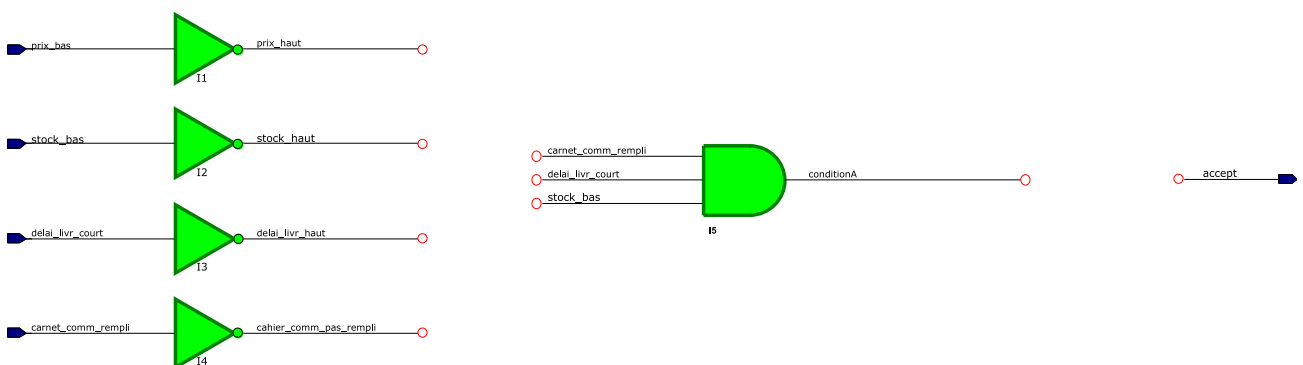 prix_bas
prix_haut
I1
stock_bas
stock_haut
I2
delai_livr_court
delai_livr_haut
I3
carnet_comm_rempli
cahier_comm_pas_rempli
I4
carnet_comm_rempli
delai_livr_court
stock_bas
conditionA
I5
accept